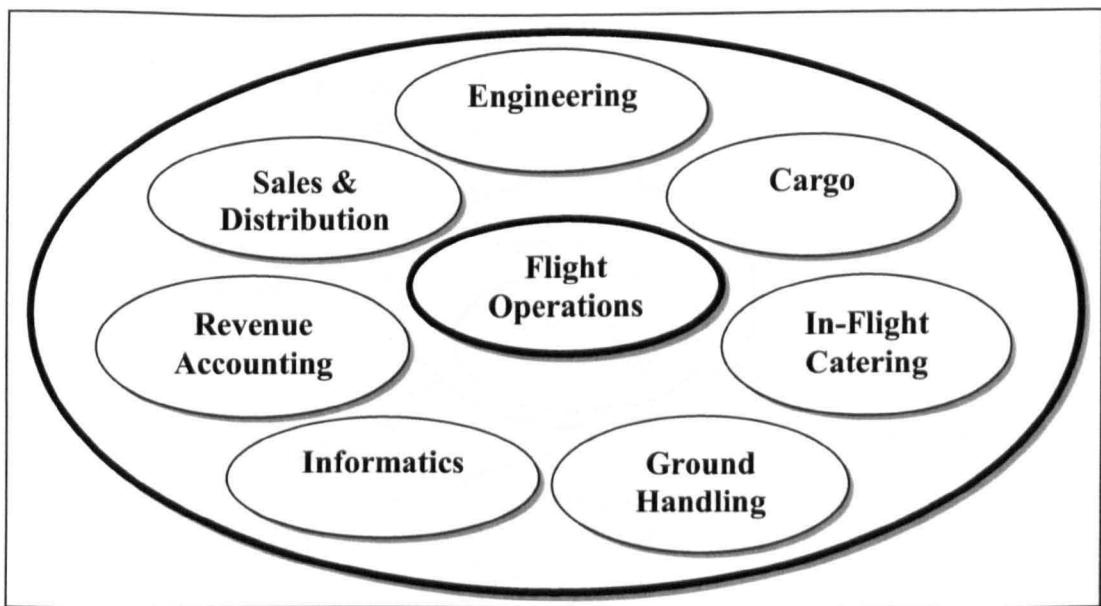 Engineering
Sales &
Distribution
Cargo
Flight
Operations
Revenue
Accounting
In-Flight
Catering
Informatics
Ground
Handling